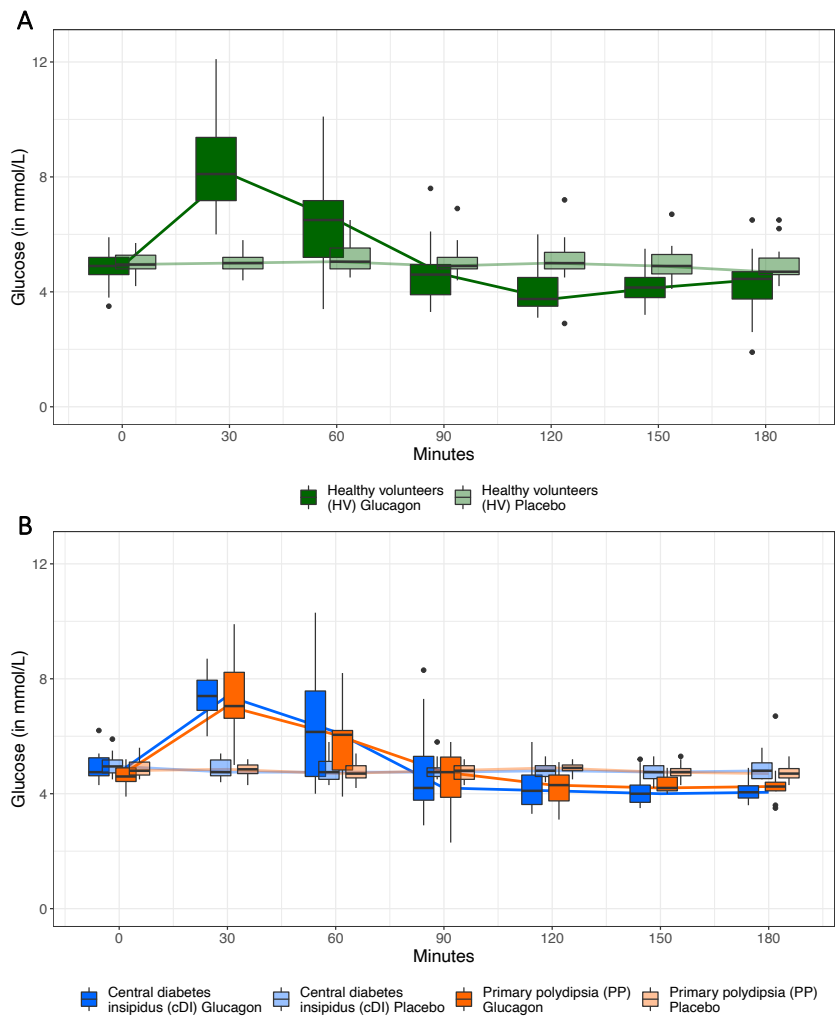 A
Glucose (in mmol/L)
12
8
4
0
0 30 60 90 120 150 180
Minutes
Healthy volunteers
(HV) Glucagon
Healthy volunteers
(HV) Placebo
B
Glucose (in mmol/L)
12
8
4
0
0 30 60 90 120 150 180
Minutes
Central diabetes
insipidus (cDI) Glucagon
Central diabetes
insipidus (cDI) Placebo
Primary polydipsia (PP)
Glucagon
Primary polydipsia (PP)
Placebo